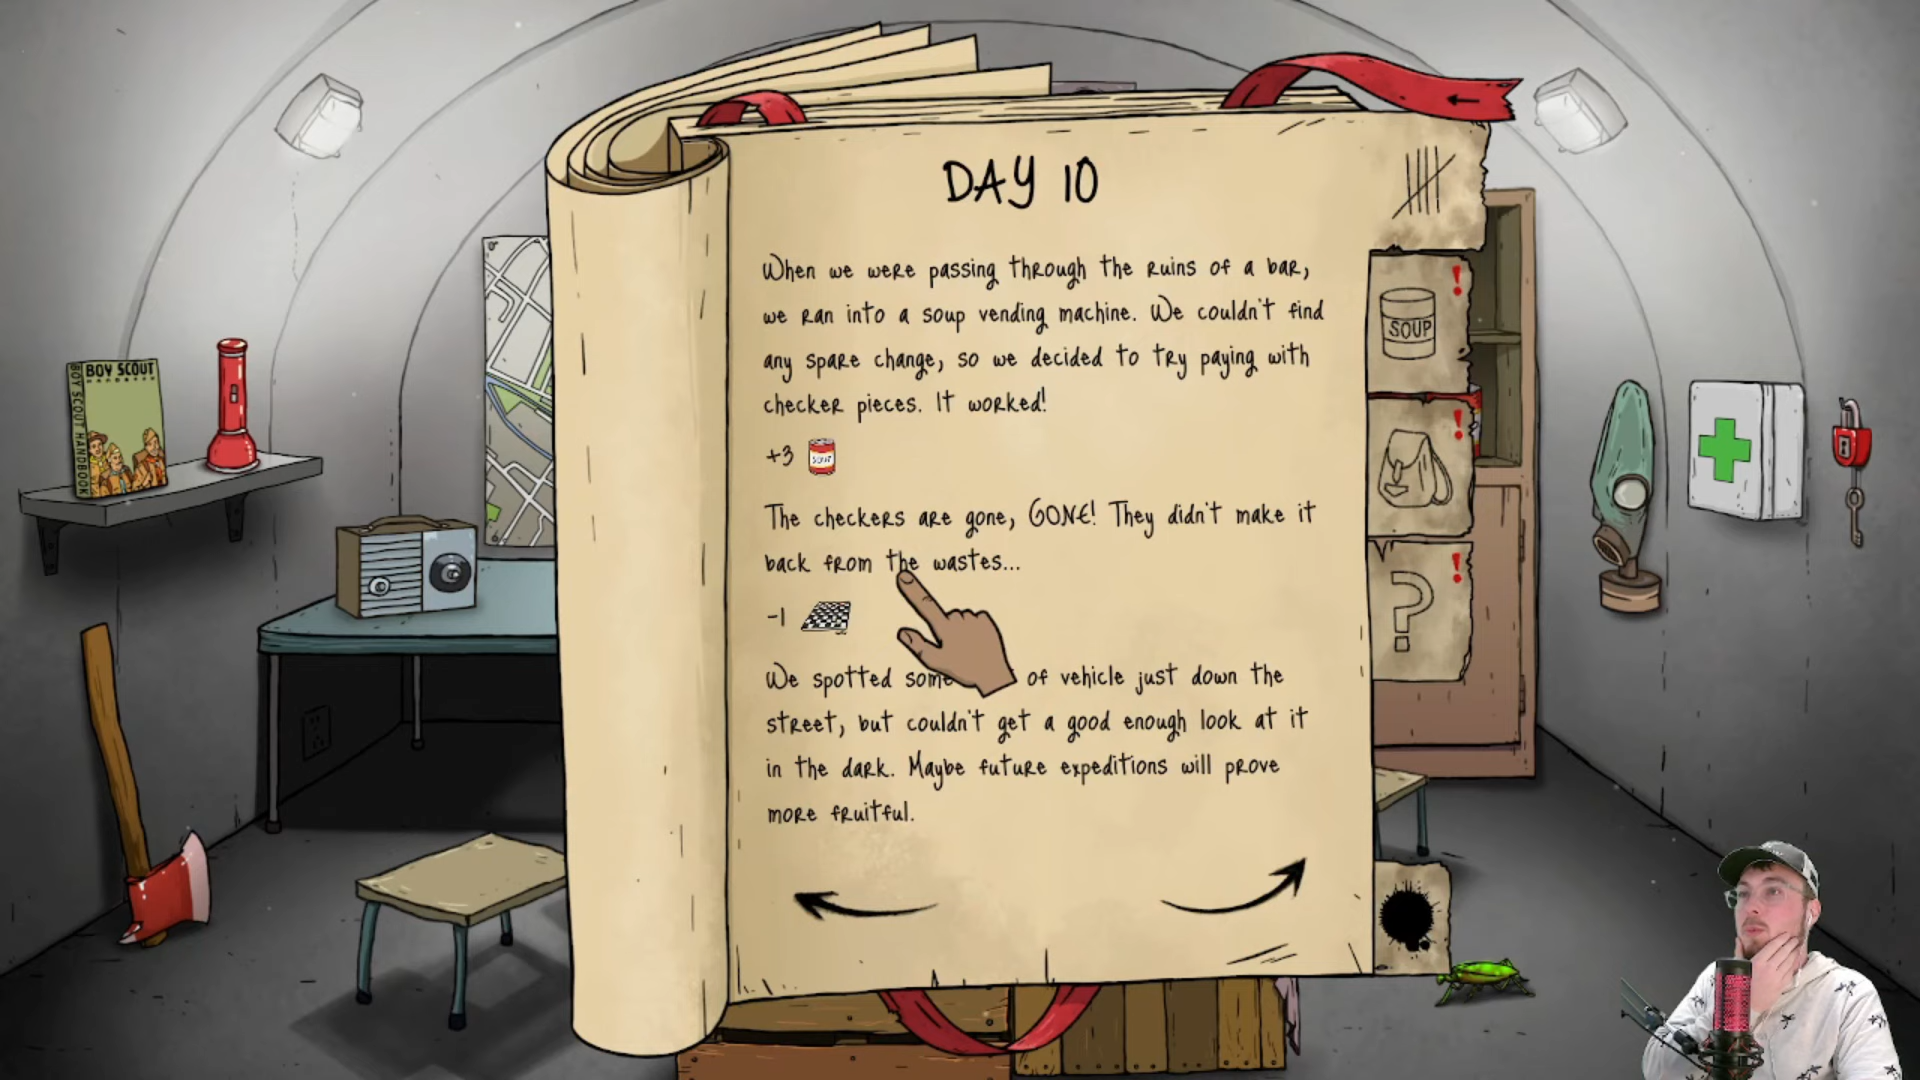 DAY 10
When we were passing through the ruins of a bar,
we ran into a soup vending machine. We couldn't find
any spare change, so we decided to try paying with
checker pieces. It worked!
+3 SOUP
The checkers are gone, GONE! They didn't make it
back from the wastes...
-1
We spotted some of vehicle just down the
street, but couldn't get a good enough look at it
in the dark. Maybe future expeditions will prove
more fruitful.
SOUP
!
!
!
?
BOY SCOUT
HANDBOOK
BOY SCOUT HANDBOOK